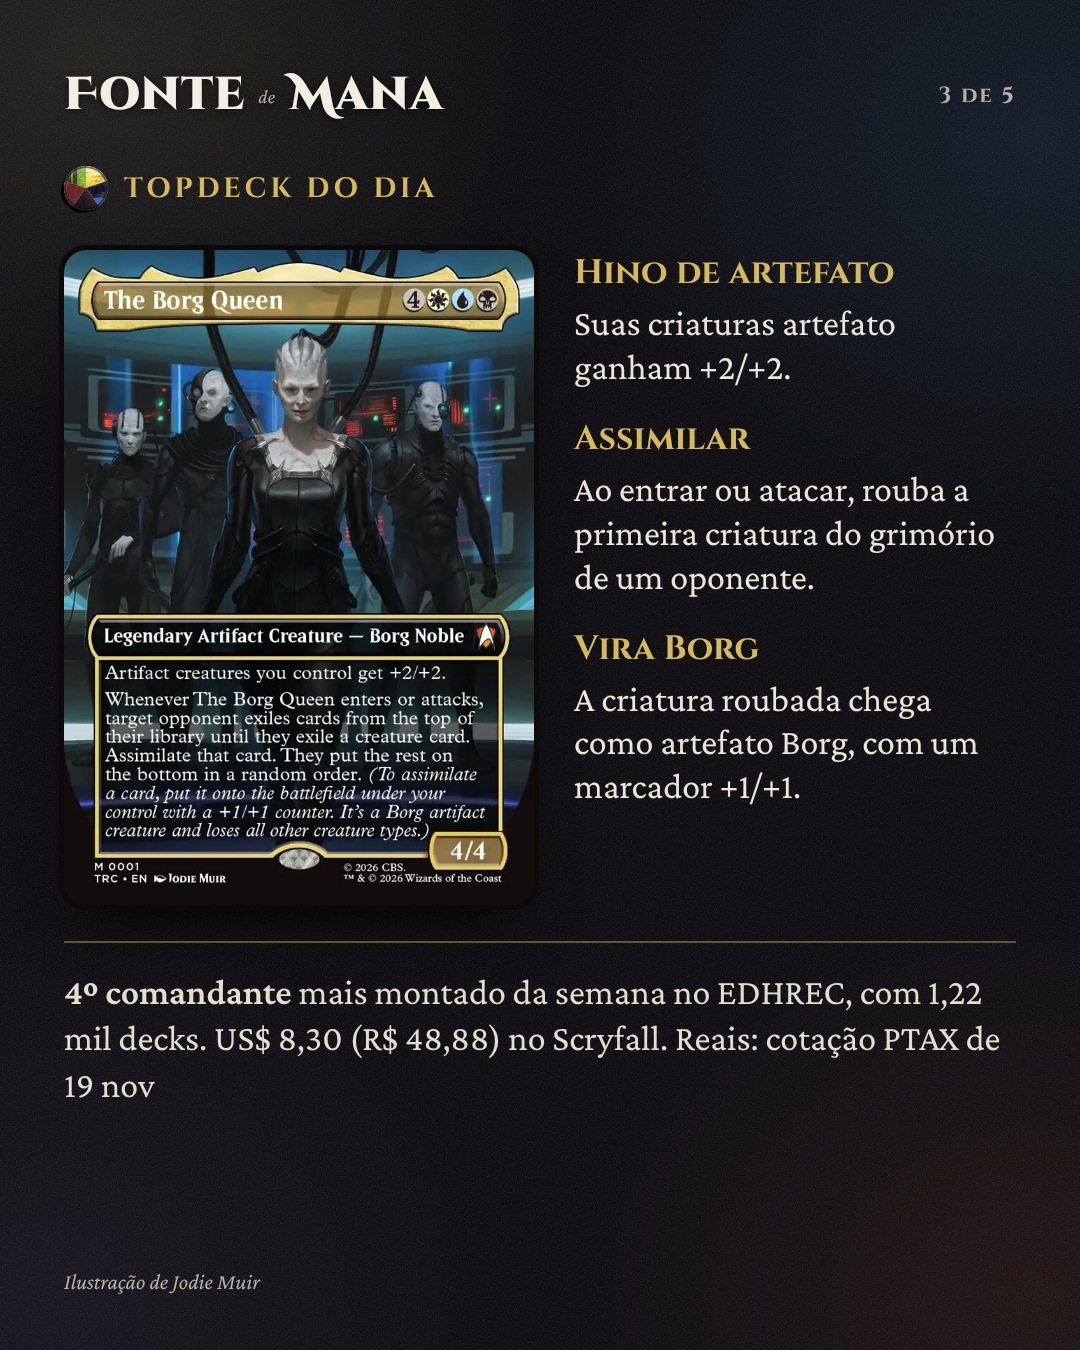 Fonte de Mana
3 de 5
Topdeck do dia
The Borg Queen
4
Legendary Artifact Creature — Borg Noble
Artifact creatures you control get +2/+2.
Whenever The Borg Queen enters or attacks,
target opponent exiles cards from the top of
their library until they exile a creature card.
Assimilate that card. They put the rest on
the bottom in a random order. (To assimilate
a card, put it onto the battlefield under your
control with a +1/+1 counter. It's a Borg artifact
creature and loses all other creature types.)
4/4
M 0001
TRC • EN Jodie Muir
© 2026 CBS.
™ & © 2026 Wizards of the Coast
Hino de artefato
Suas criaturas artefato
ganham +2/+2.
Assimilar
Ao entrar ou atacar, rouba a
primeira criatura do grimório
de um oponente.
Vira Borg
A criatura roubada chega
como artefato Borg, com um
marcador +1/+1.
4º comandante mais montado da semana no EDHREC, com 1,22
mil decks. US$ 8,30 (R$ 48,88) no Scryfall. Reais: cotação PTAX de
19 nov
Ilustração de Jodie Muir